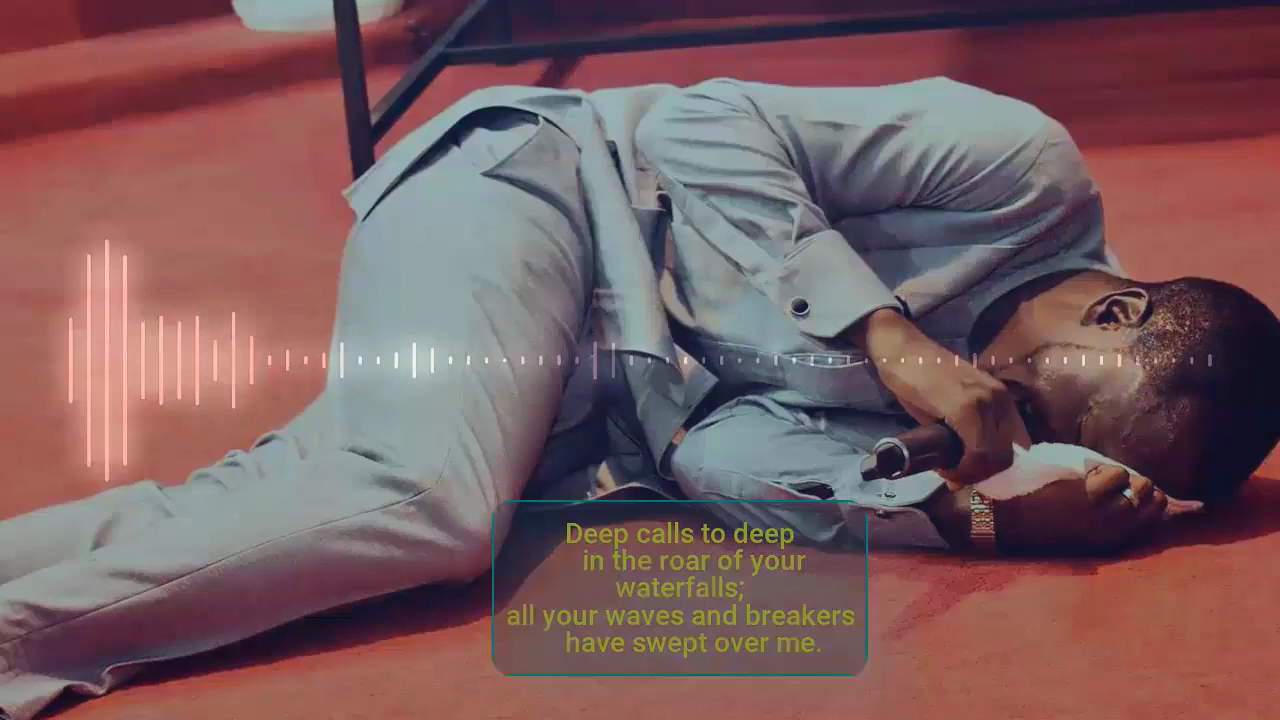 Deep calls to deep
in the roar of your
waterfalls;
all your waves and breakers
have swept over me.